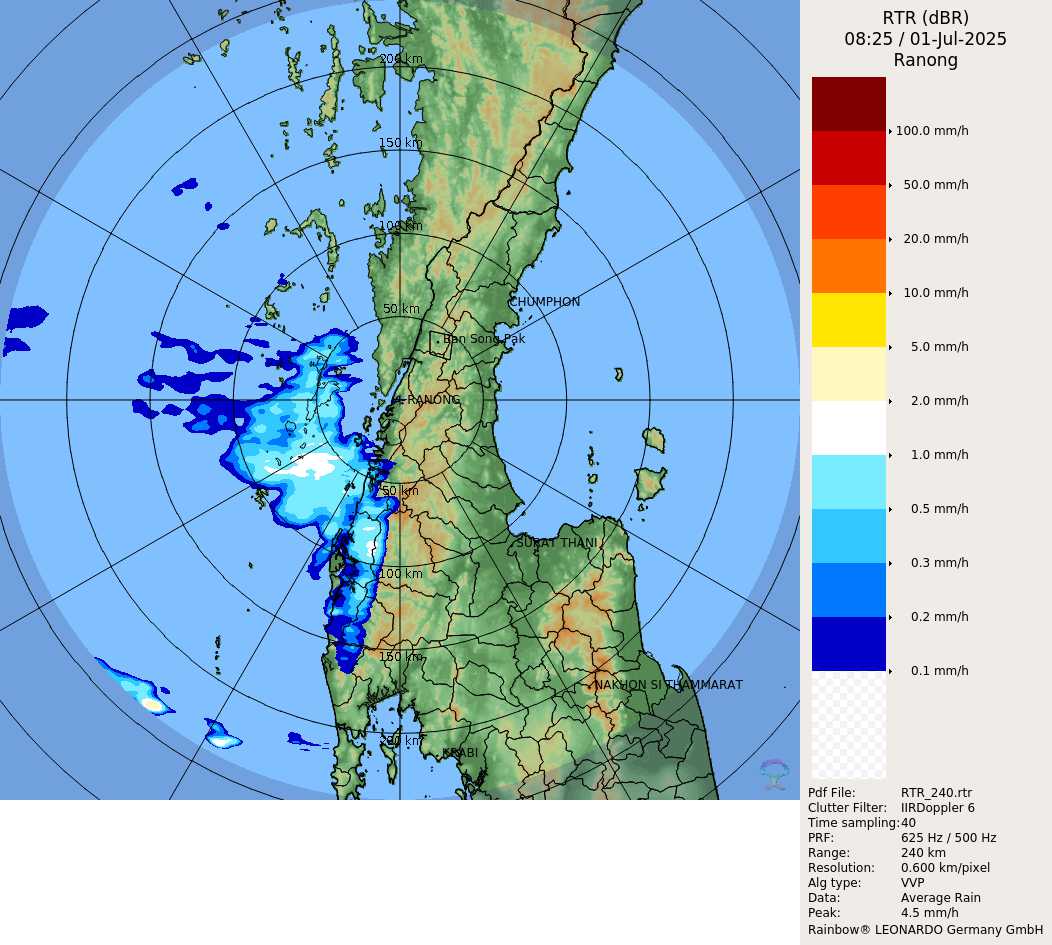 RTR (dBR)
08:25 / 01-Jul-2025
Ranong
200 km
150 km
100 km
50 km
CHUMPHON
Ban Song Pak
RANONG
50 km
SURAT THANI
100 km
150 km
NAKHON SI THAMMARAT
200 km
KRABI
100.0 mm/h
50.0 mm/h
20.0 mm/h
10.0 mm/h
5.0 mm/h
2.0 mm/h
1.0 mm/h
0.5 mm/h
0.3 mm/h
0.2 mm/h
0.1 mm/h
Pdf File: RTR_240.rtr
Clutter Filter: IIRDoppler 6
Time sampling: 40
PRF: 625 Hz / 500 Hz
Range: 240 km
Resolution: 0.600 km/pixel
Alg type: VVP
Data: Average Rain
Peak: 4.5 mm/h
Rainbow® LEONARDO Germany GmbH